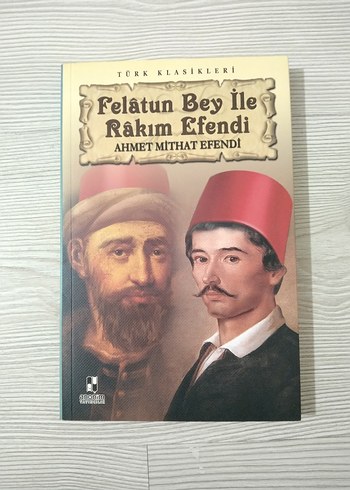 TÜRK KLASİKLERİ
Felâtun Bey İle
Râkım Efendi
AHMET MİTHAT EFENDİ